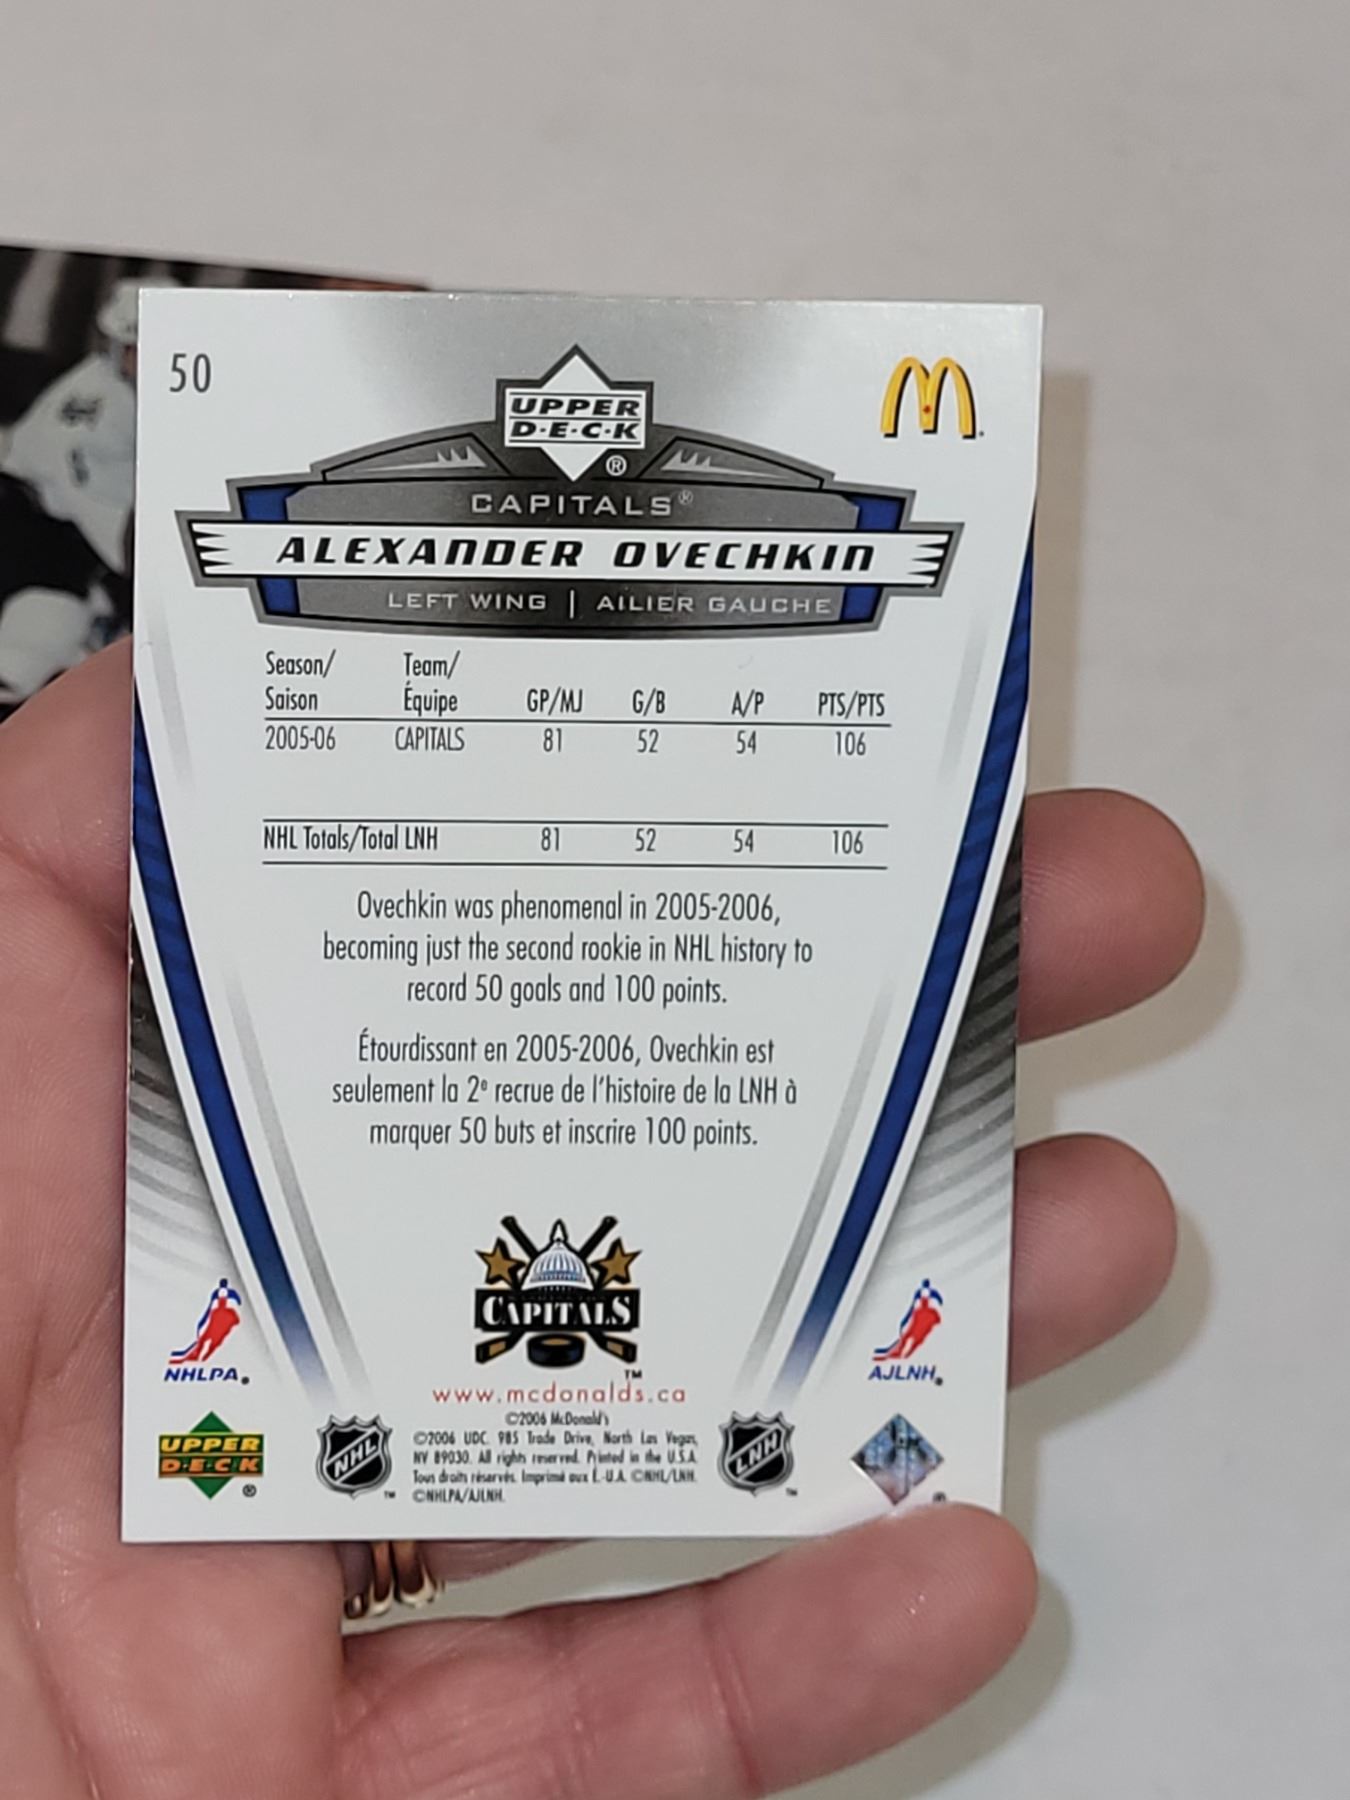 50
UPPER
D·E·C·K
®
M
CAPITALS®
ALEXANDER OVECHKIN
LEFT WING | AILIER GAUCHE
Season/ Team/
Saison Équipe GP/MJ G/B A/P PTS/PTS
2005-06 CAPITALS 81 52 54 106
NHL Totals/Total LNH 81 52 54 106
Ovechkin was phenomenal in 2005-2006,
becoming just the second rookie in NHL history to
record 50 goals and 100 points.
Étourdissant en 2005-2006, Ovechkin est
seulement la 2e recrue de l'histoire de la LNH à
marquer 50 buts et inscrire 100 points.
CAPITALS
TM
NHLPA®
AJLNH®
www.mcdonalds.ca
©2006 McDonald's
©2006 UDC. 985 Trade Drive, North Las Vegas,
NV 89030. All rights reserved. Printed in the U.S.A.
Tous droits réservés. Imprimé aux É.-U.A. ©NHL/LNH.
©NHLPA/AJLNH.
UPPER
D·E·C·K
®
NHL
TM
LNH
TM